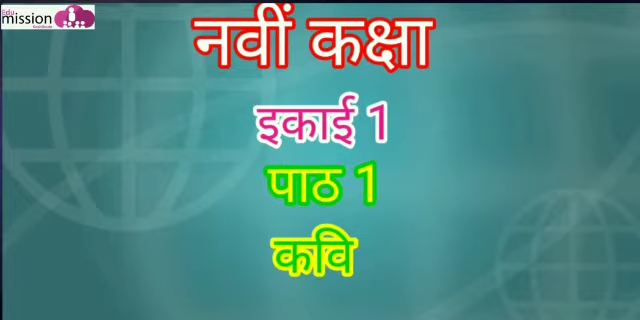 Edu
mission
नवीं कक्षा
इकाई 1
पाठ 1
कवि